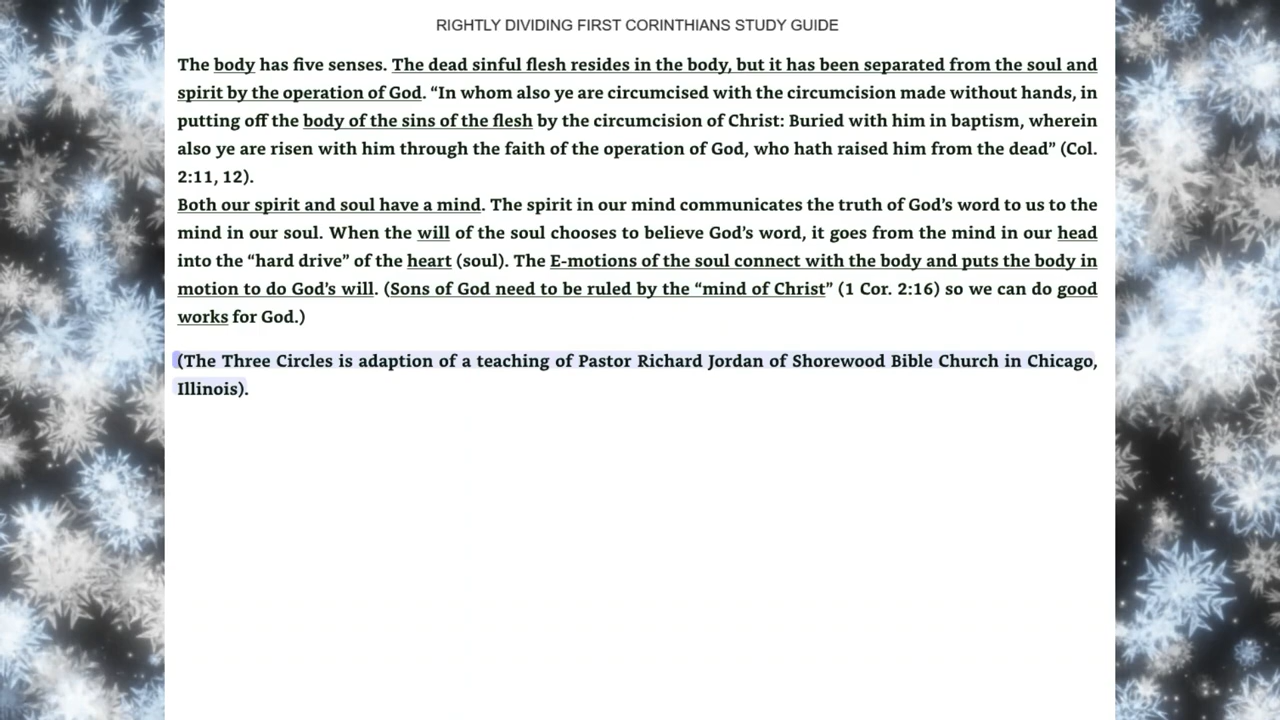 RIGHTLY DIVIDING FIRST CORINTHIANS STUDY GUIDE
The body has five senses. The dead sinful flesh resides in the body, but it has been separated from the soul and
spirit by the operation of God. “In whom also ye are circumcised with the circumcision made without hands, in
putting off the body of the sins of the flesh by the circumcision of Christ: Buried with him in baptism, wherein
also ye are risen with him through the faith of the operation of God, who hath raised him from the dead” (Col.
2:11, 12).
Both our spirit and soul have a mind. The spirit in our mind communicates the truth of God’s word to us to the
mind in our soul. When the will of the soul chooses to believe God’s word, it goes from the mind in our head
into the “hard drive” of the heart (soul). The E-motions of the soul connect with the body and puts the body in
motion to do God’s will. (Sons of God need to be ruled by the “mind of Christ” (1 Cor. 2:16) so we can do good
works for God.)
(The Three Circles is adaption of a teaching of Pastor Richard Jordan of Shorewood Bible Church in Chicago,
Illinois).